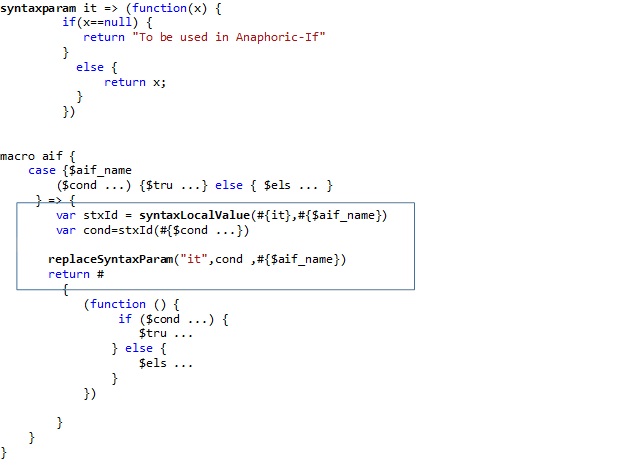 syntaxparam it => (function(x) {
if(x==null) {
return "To be used in Anaphoric-If"
}
else {
return x;
}
})
macro aif {
case {$aif_name
($cond ...) {$tru ...} else { $els ... }
} => {
var stxId = syntaxLocalValue(#{it},#{$aif_name})
var cond=stxId(#{$cond ...})
replaceSyntaxParam("it",cond ,#{$aif_name})
return #
{
(function () {
if ($cond ...) {
$tru ...
} else {
$els ...
}
})
}
}
}